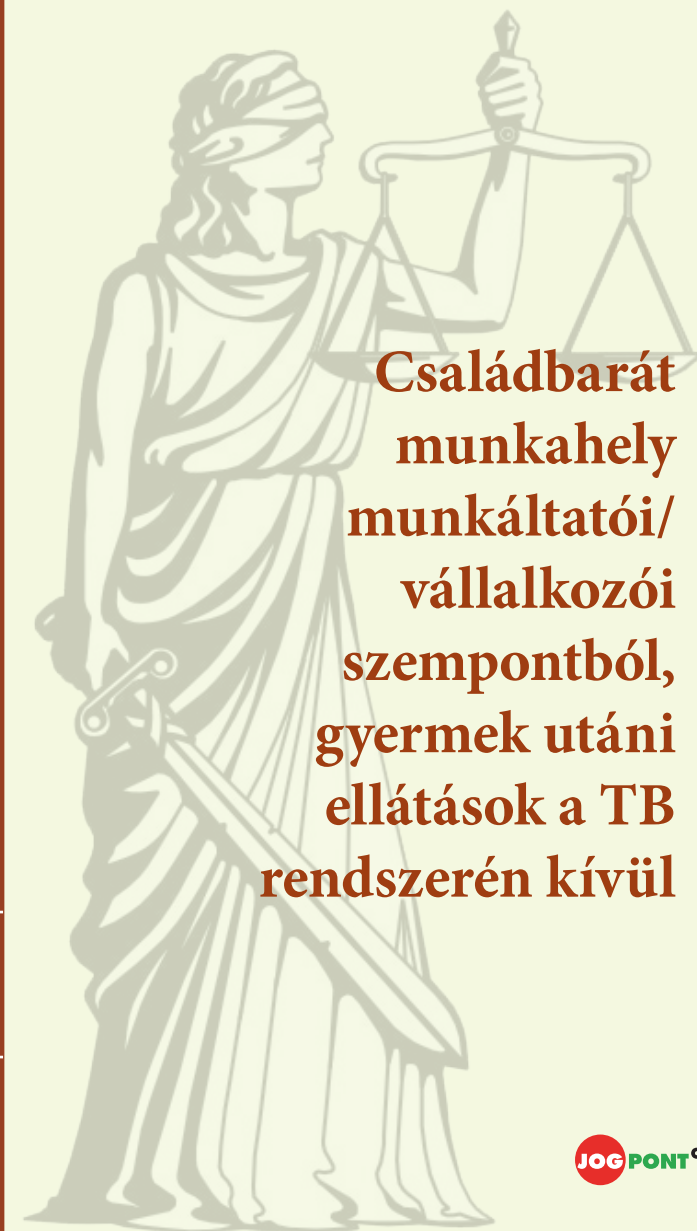 Családbarát
munkahely
munkáltatói/
vállalkozói
szempontból,
gyermek utáni
ellátások a TB
rendszerén kívül
JOGPONT